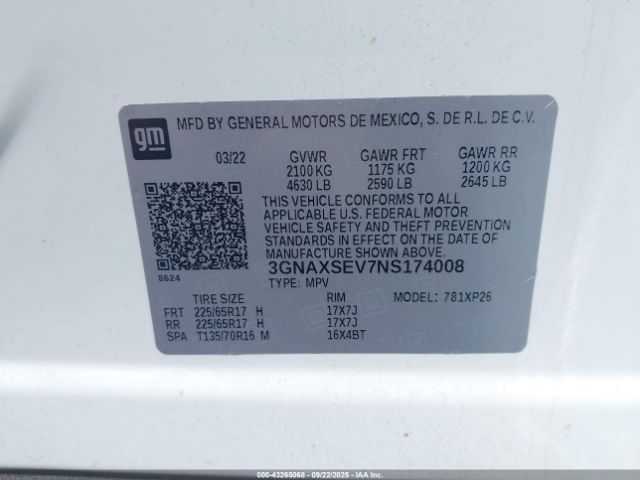 gm
MFD BY GENERAL MOTORS DE MEXICO, S. DE R.L. DE C.V.
03/22 GVWR GAWR FRT GAWR RR
2100 KG 1175 KG 1200 KG
4630 LB 2590 LB 2645 LB
THIS VEHICLE CONFORMS TO ALL
APPLICABLE U.S. FEDERAL MOTOR
VEHICLE SAFETY AND THEFT PREVENTION
STANDARDS IN EFFECT ON THE DATE OF
MANUFACTURE SHOWN ABOVE.
8624 3GNAXSEV7NS174008
TYPE: MPV
TIRE SIZE RIM MODEL: 781XP26
FRT 225/65R17 H 17X7J
RR 225/65R17 H 17X7J
SPA T135/70R16 M 16X4BT
000-43265068 - 09/22/2025 - IAAI.COM